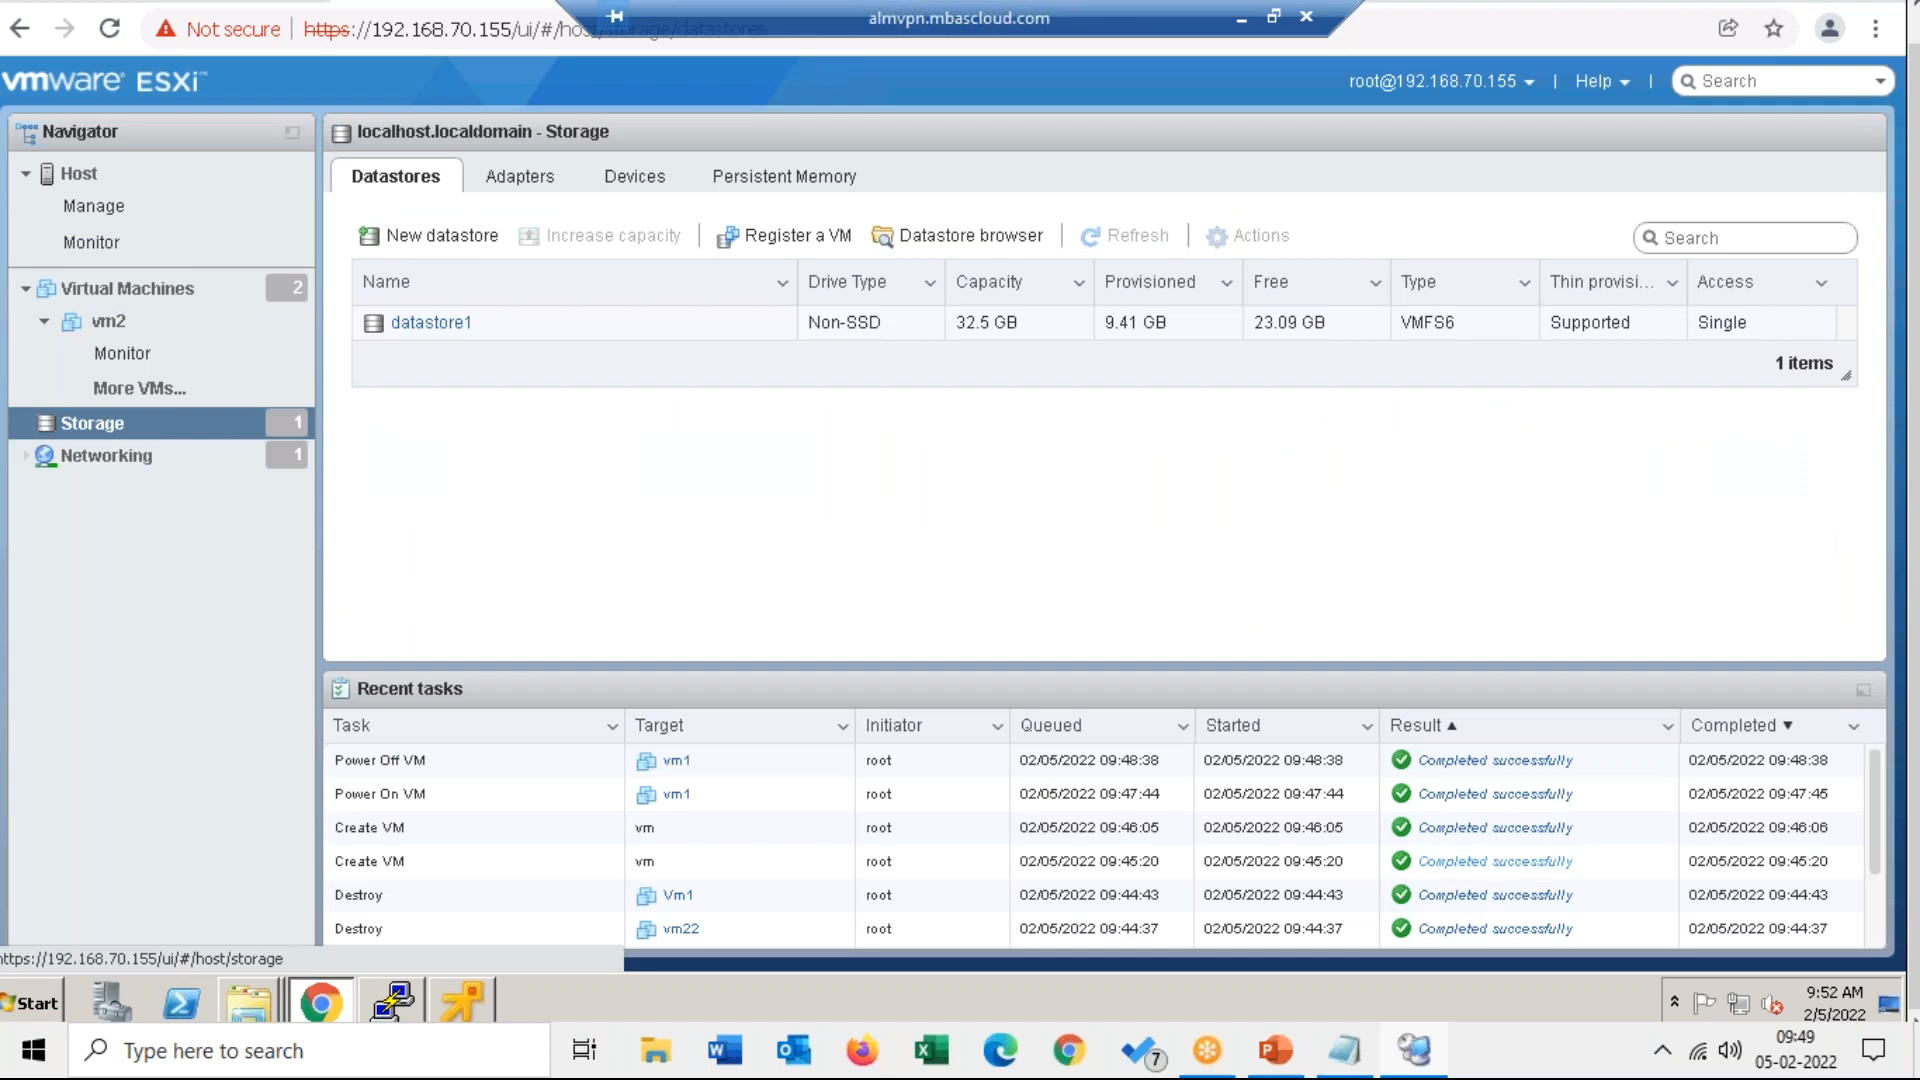 almvpn.mbascloud.com
Not secure | https://192.168.70.155/ui/#/host/storage/datastores
vmware ESXi™
root@192.168.70.155 | Help | Search
Navigator
Host
Manage
Monitor
Virtual Machines 2
vm2
Monitor
More VMs...
Storage 1
Networking 1
localhost.localdomain - Storage
Datastores Adapters Devices Persistent Memory
New datastore Increase capacity | Register a VM Datastore browser | Refresh | Actions Search
Name Drive Type Capacity Provisioned Free Type Thin provisi... Access
datastore1 Non-SSD 32.5 GB 9.41 GB 23.09 GB VMFS6 Supported Single
1 items
Recent tasks
Task Target Initiator Queued Started Result Completed
Power Off VM vm1 root 02/05/2022 09:48:38 02/05/2022 09:48:38 Completed successfully 02/05/2022 09:48:38
Power On VM vm1 root 02/05/2022 09:47:44 02/05/2022 09:47:44 Completed successfully 02/05/2022 09:47:45
Create VM vm root 02/05/2022 09:46:05 02/05/2022 09:46:05 Completed successfully 02/05/2022 09:46:06
Create VM vm root 02/05/2022 09:45:20 02/05/2022 09:45:20 Completed successfully 02/05/2022 09:45:20
Destroy Vm1 root 02/05/2022 09:44:43 02/05/2022 09:44:43 Completed successfully 02/05/2022 09:44:43
Destroy vm22 root 02/05/2022 09:44:37 02/05/2022 09:44:37 Completed successfully 02/05/2022 09:44:37
https://192.168.70.155/ui/#/host/storage
Start
9:52 AM
2/5/2022
Type here to search
7
09:49
05-02-2022